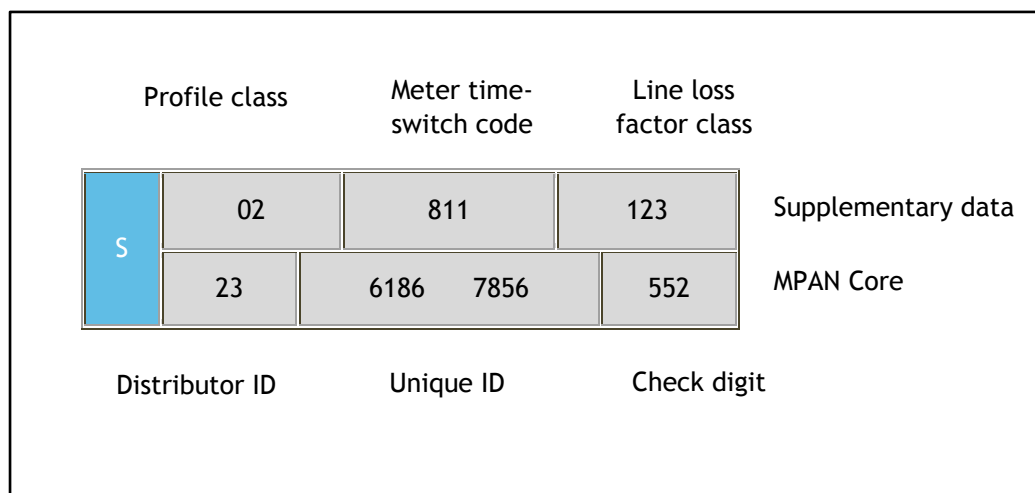 Profile class
Meter time-
switch code
Line loss
factor class
S
02
811
123
Supplementary data
23
6186 7856
552
MPAN Core
Distributor ID
Unique ID
Check digit